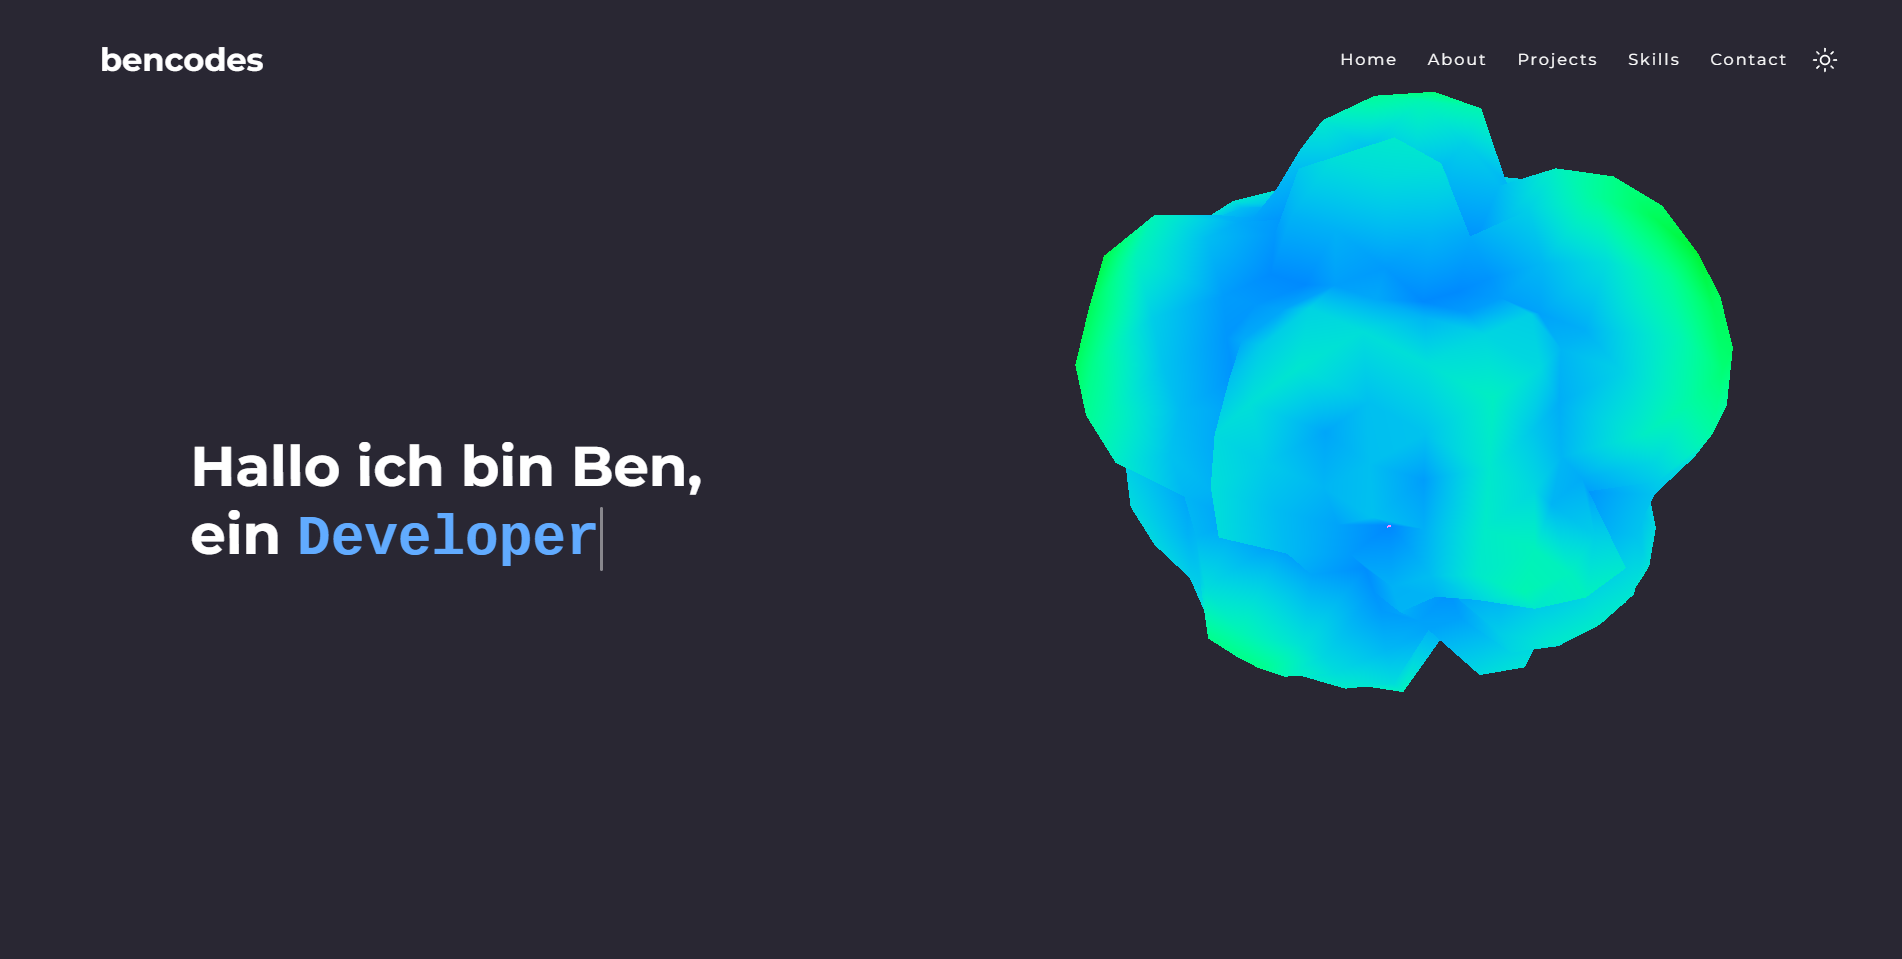 bencodes
Home About Projects Skills Contact
Hallo ich bin Ben,
ein Developer